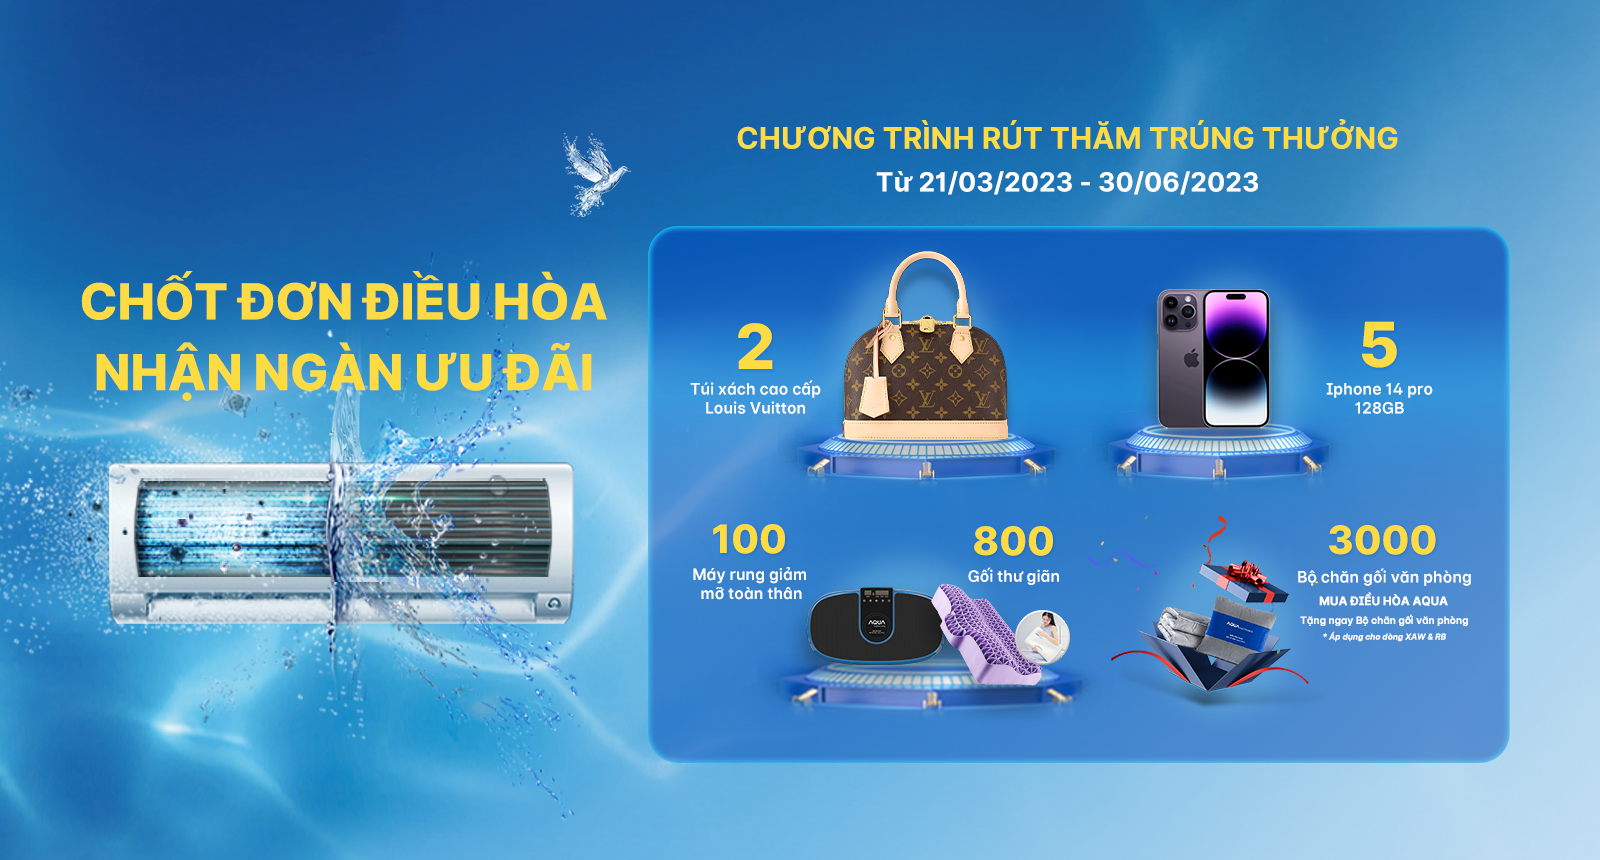 CHƯƠNG TRÌNH RÚT THĂM TRÚNG THƯỞNG
Từ 21/03/2023 - 30/06/2023
CHỐT ĐƠN ĐIỀU HÒA
NHẬN NGÀN ƯU ĐÃI
2
Túi xách cao cấp
Louis Vuitton
5
Iphone 14 pro
128GB
100
Máy rung giảm
mỡ toàn thân
AQUA
800
Gối thư giãn
3000
Bộ chăn gối văn phòng
MUA ĐIỀU HÒA AQUA
Tặng ngay Bộ chăn gối văn phòng
* Áp dụng cho dòng XAW & RB
AQUA